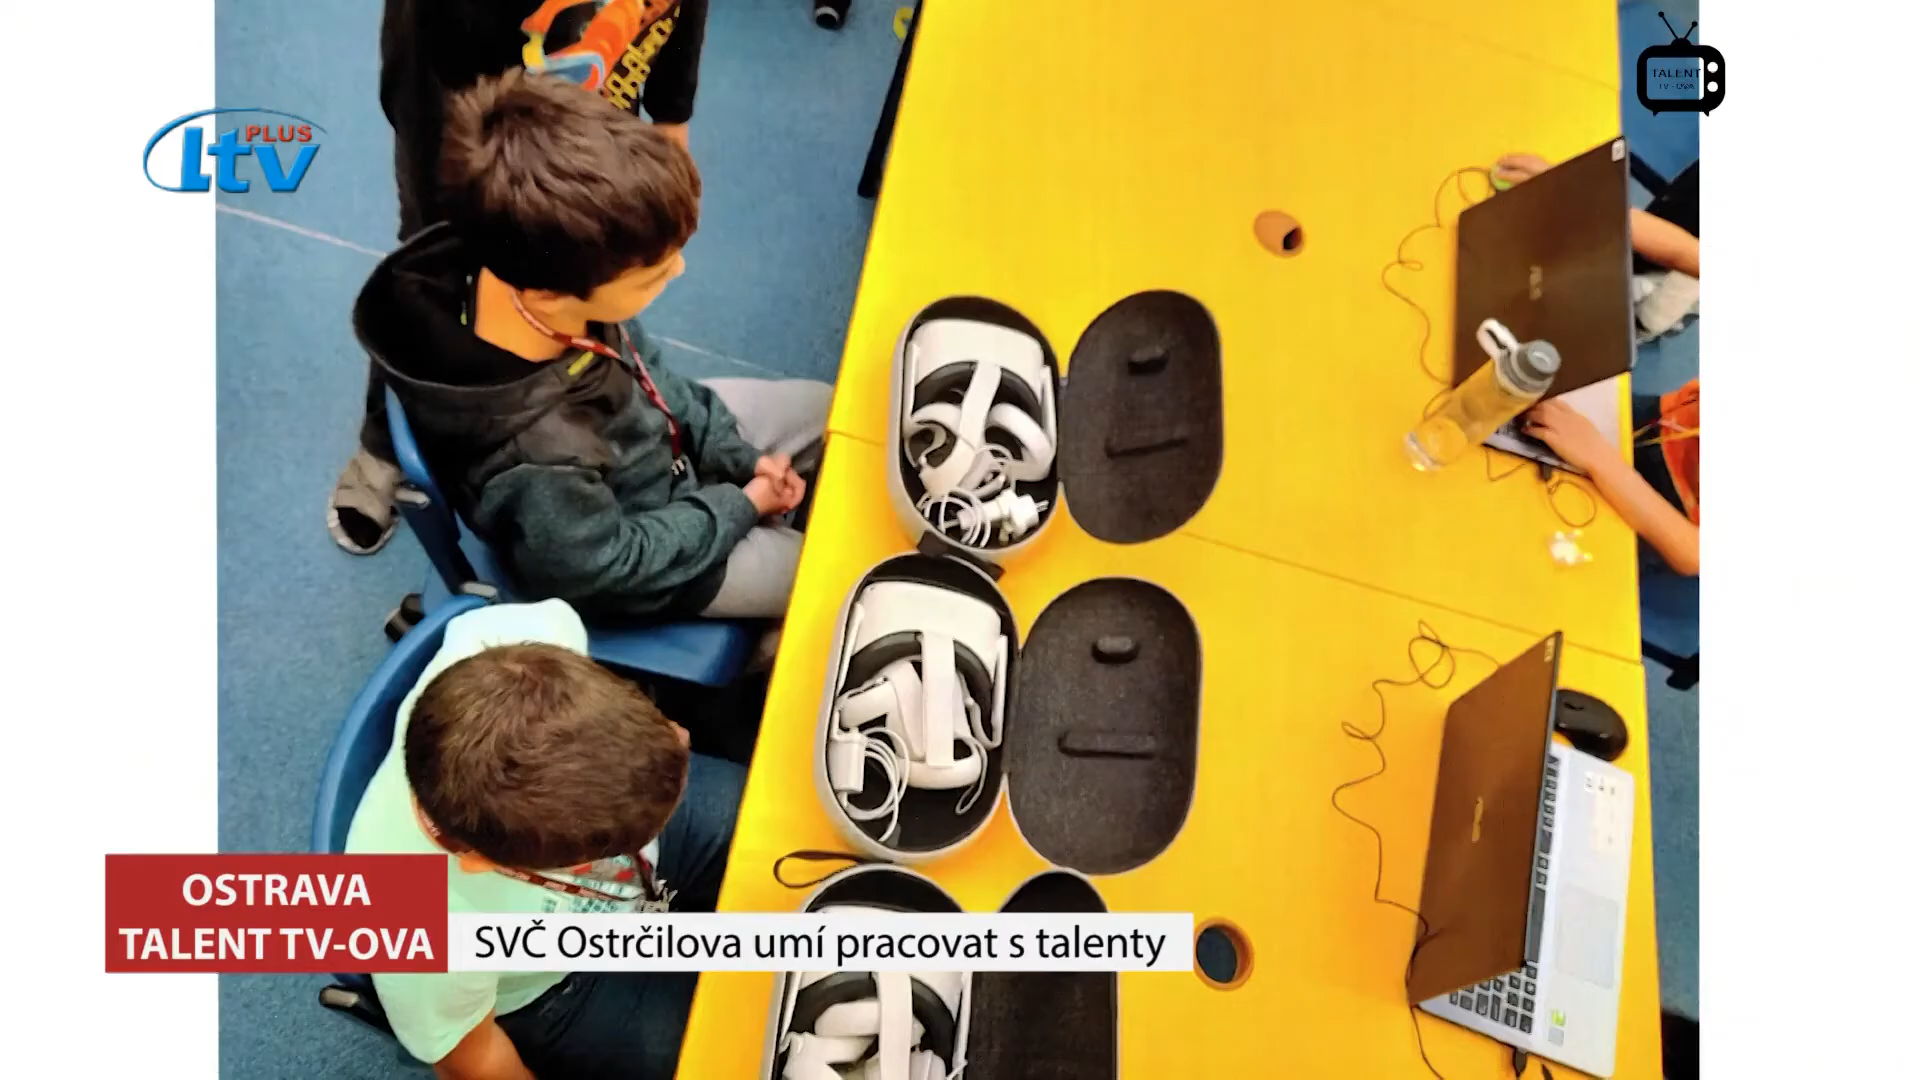 LTV PLUS
TALENT
TV - OVA
OSTRAVA
TALENT TV-OVA
SVČ Ostrčilova umí pracovat s talenty